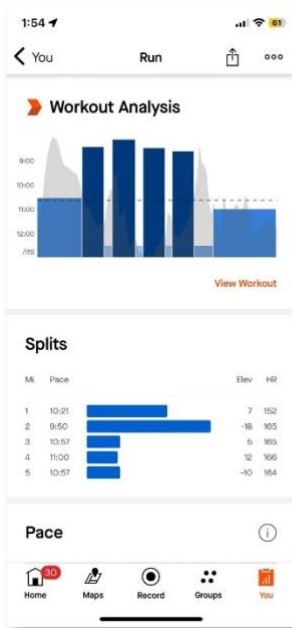 1:54 61
You Run
Workout Analysis
9:00
10:00
11:00
12:00
/mi
View Workout
Splits
Mi Pace Elev HR
1 10:21 7 152
2 9:50 -18 165
3 10:57 5 165
4 11:00 12 166
5 10:57 -10 164
Pace
30
Home Maps Record Groups You